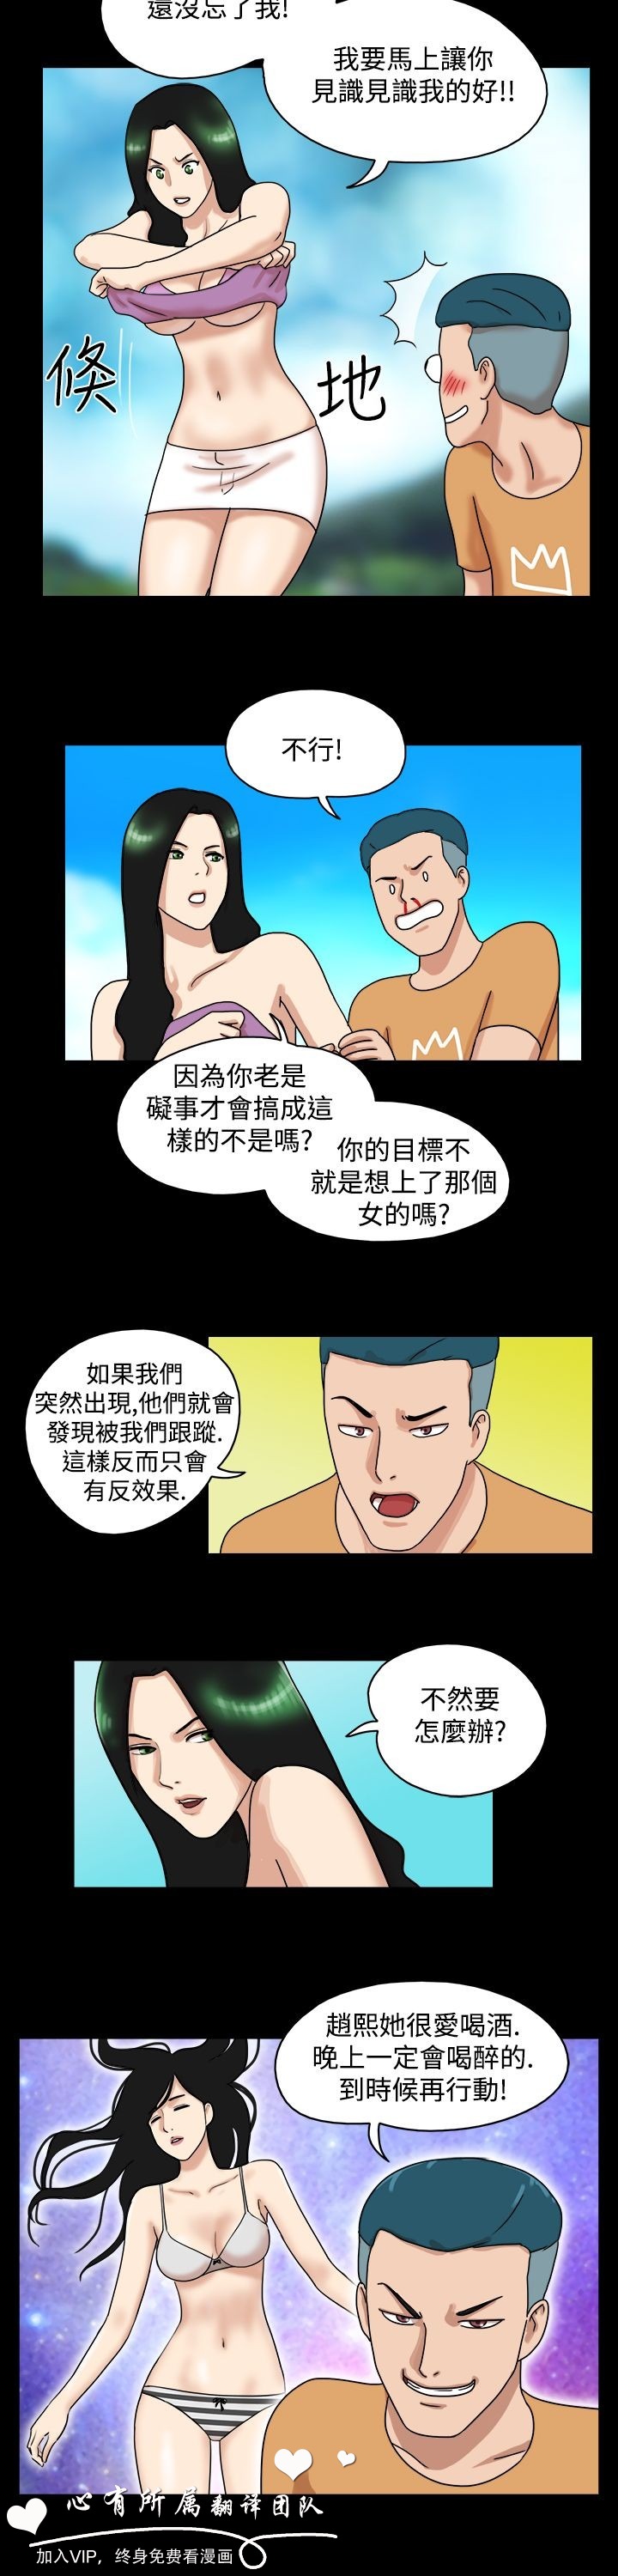 還沒忘了我!
我要馬上讓你
見識見識我的好!!
倏
地
不行!
因為你老是
礙事才會搞成這
樣的不是嗎?
你的目標不
就是想上了那個
女的嗎?
如果我們
突然出現,他們就會
發現被我們跟蹤.
這樣反而只會
有反效果.
不然要
怎麼辦?
趙熙她很愛喝酒.
晚上一定會喝醉的.
到時候再行動!
心有所属翻译团队
加入VIP，终身免费看漫画